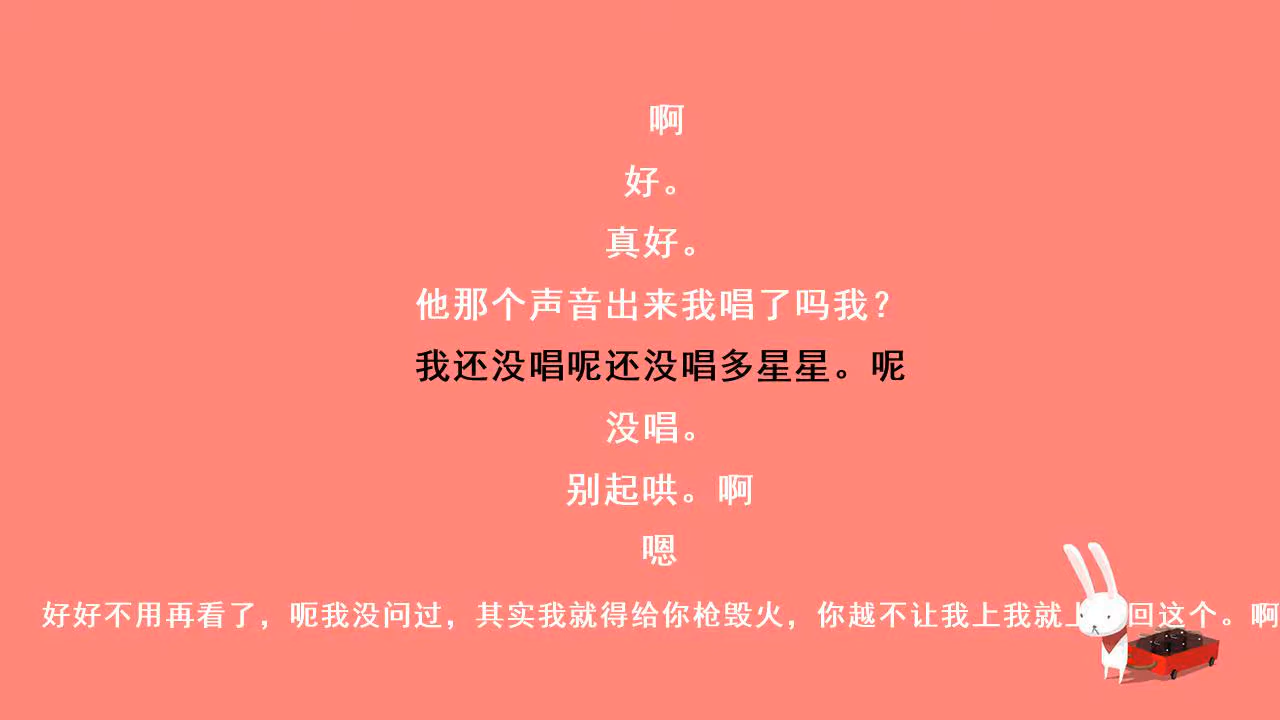 啊
好。
真好。
他那个声音出来我唱了吗我？
我还没唱呢还没唱多星星。呢
没唱。
别起哄。啊
嗯
好好不用再看了，呃我没问过，其实我就得给你枪毁火，你越不让我上我就上回这个。啊